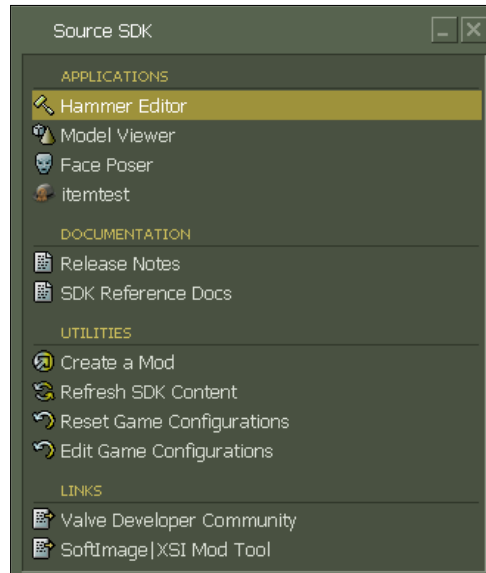 Source SDK
APPLICATIONS
Hammer Editor
Model Viewer
Face Poser
itemtest
DOCUMENTATION
Release Notes
SDK Reference Docs
UTILITIES
Create a Mod
Refresh SDK Content
Reset Game Configurations
Edit Game Configurations
LINKS
Valve Developer Community
SoftImage|XSI Mod Tool